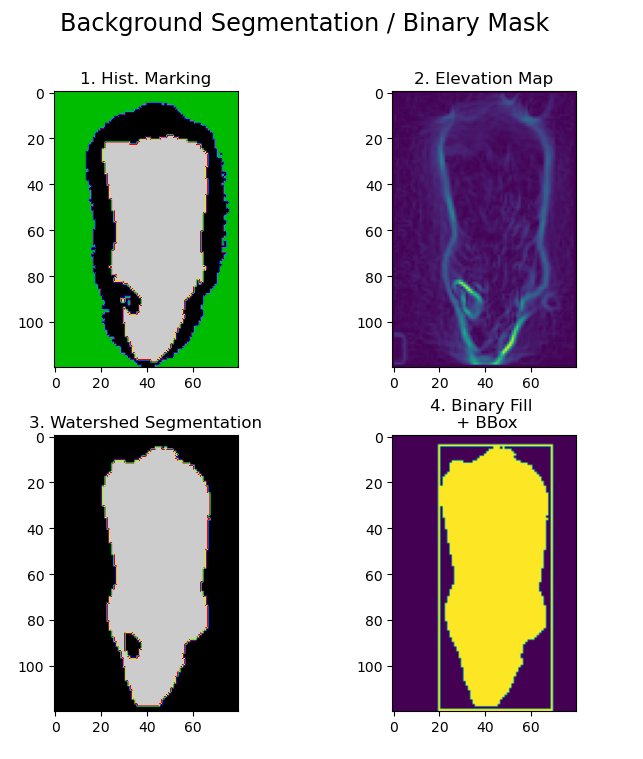 Background Segmentation / Binary Mask
1. Hist. Marking
0
20
40
60
80
100
0 20 40 60
2. Elevation Map
0
20
40
60
80
100
0 20 40 60
3. Watershed Segmentation
0
20
40
60
80
100
0 20 40 60
4. Binary Fill
+ BBox
0
20
40
60
80
100
0 20 40 60